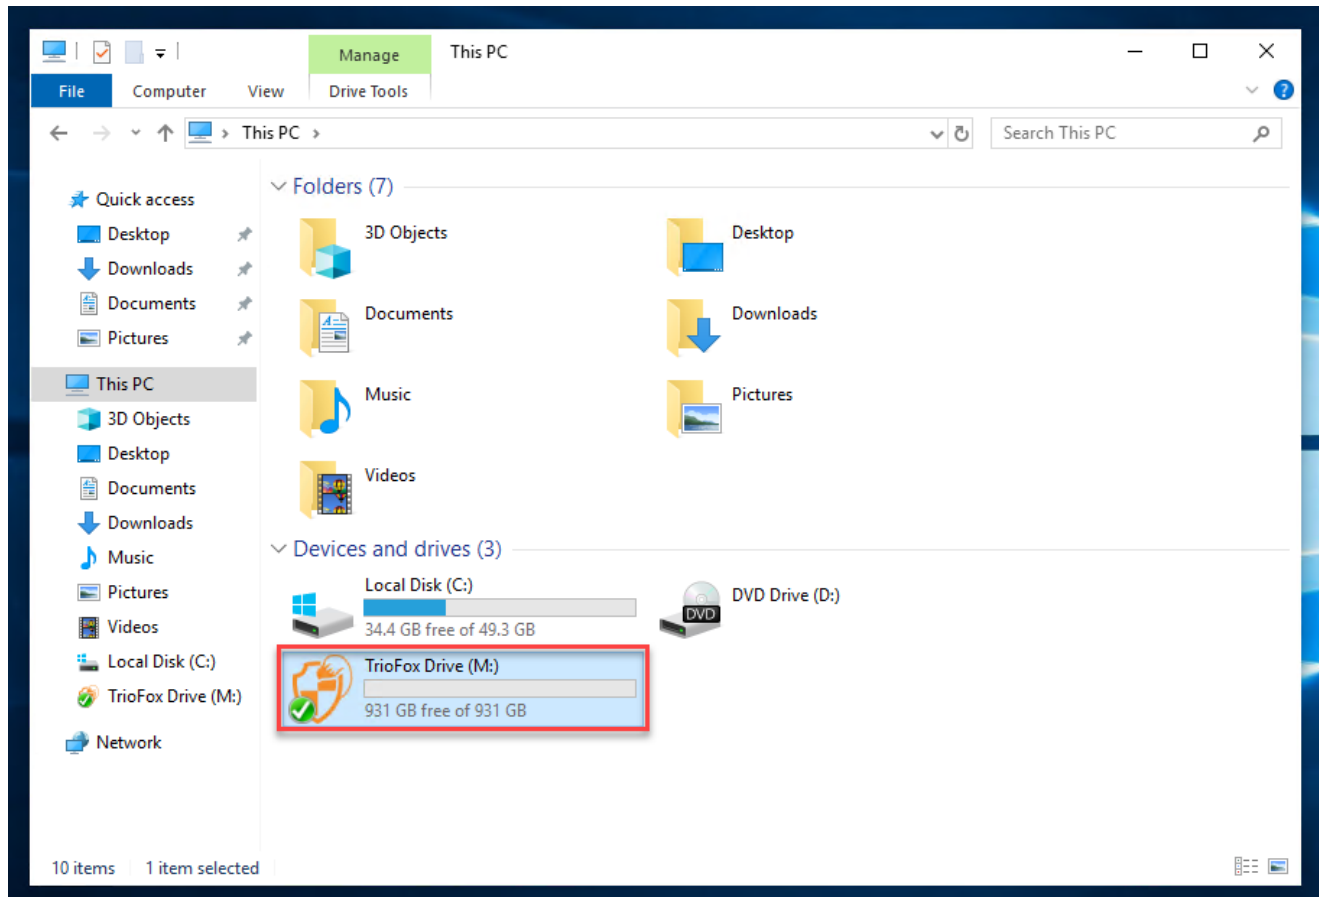 Manage This PC
File Computer View Drive Tools
This PC Search This PC
Quick access
Desktop
Downloads
Documents
Pictures
This PC
3D Objects
Desktop
Documents
Downloads
Music
Pictures
Videos
Local Disk (C:)
TrioFox Drive (M:)
Network
Folders (7)
3D Objects Desktop
Documents Downloads
Music Pictures
Videos
Devices and drives (3)
Local Disk (C:)
34.4 GB free of 49.3 GB
DVD Drive (D:)
DVD
TrioFox Drive (M:)
931 GB free of 931 GB
10 items 1 item selected